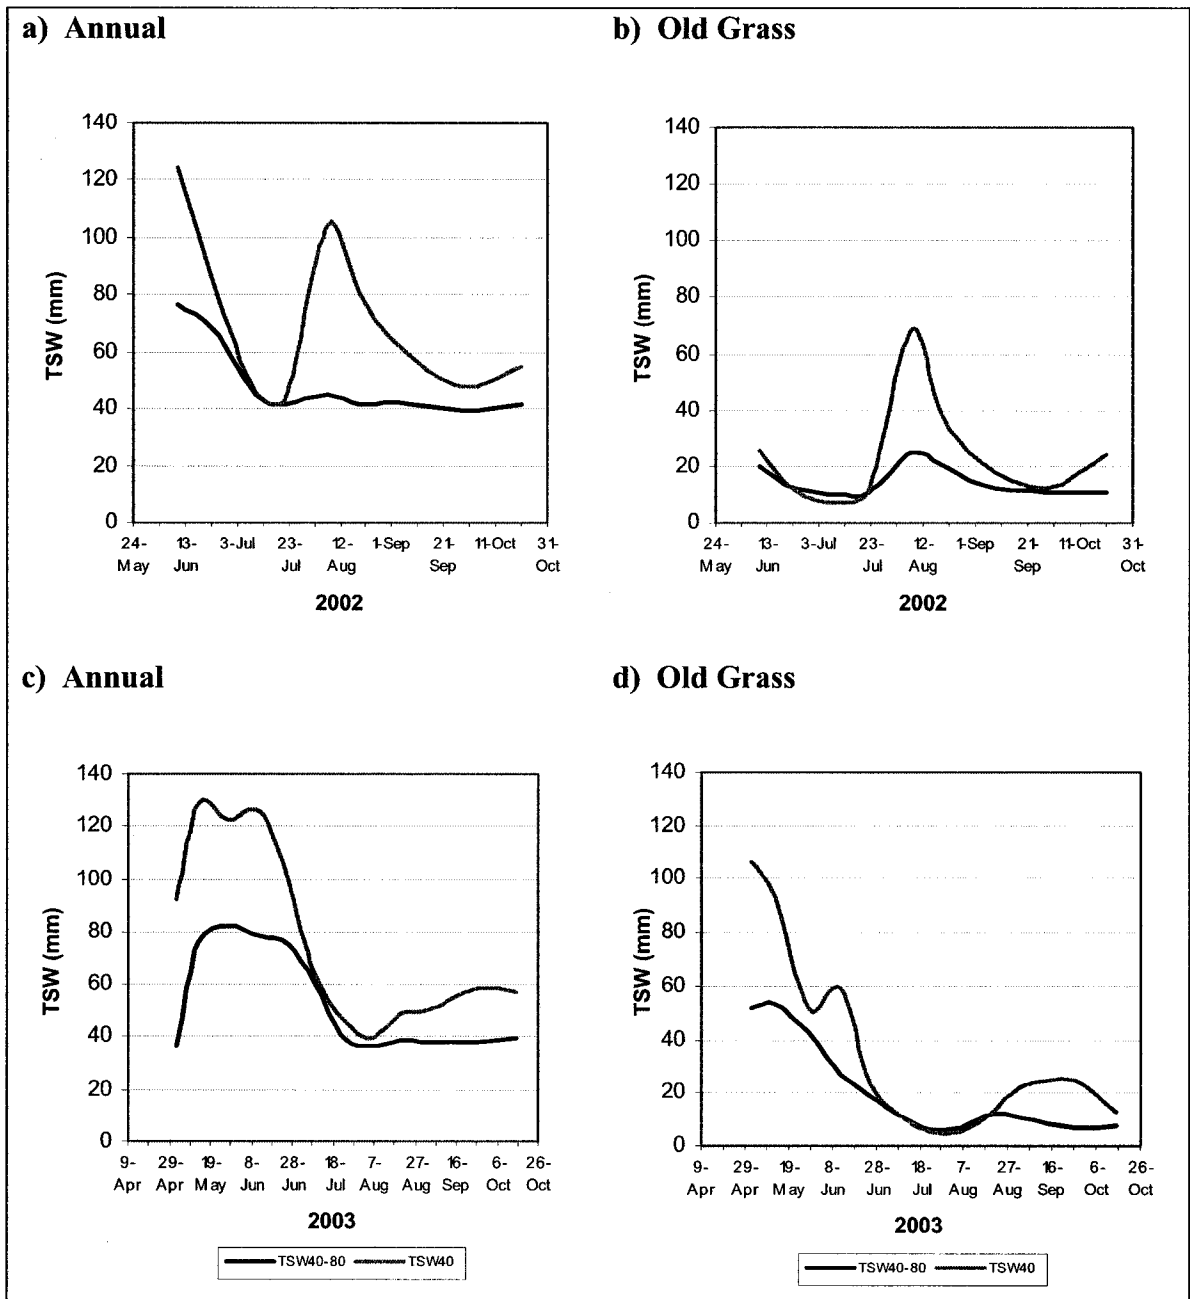 a) Annual
b) Old Grass
140
120
100
80
60
40
20
0
TSW (mm)
24- 13- 3-Jul 23- 12- 1-Sep 21- 11-Oct 31-
May Jun Jul Aug Sep Oct
2002
140
120
100
80
60
40
20
0
TSW (mm)
24- 13- 3-Jul 23- 12- 1-Sep 21- 11-Oct 31-
May Jun Jul Aug Sep Oct
2002
c) Annual
d) Old Grass
140
120
100
80
60
40
20
0
TSW (mm)
9- 29- 19- 8- 28- 18- 7- 27- 16- 6- 26-
Apr Apr May Jun Jun Jul Aug Aug Sep Oct Oct
2003
TSW40-80 TSW40
140
120
100
80
60
40
20
0
TSW (mm)
9- 29- 19- 8- 28- 18- 7- 27- 16- 6- 26-
Apr Apr May Jun Jun Jul Aug Aug Sep Oct Oct
2003
TSW40-80 TSW40